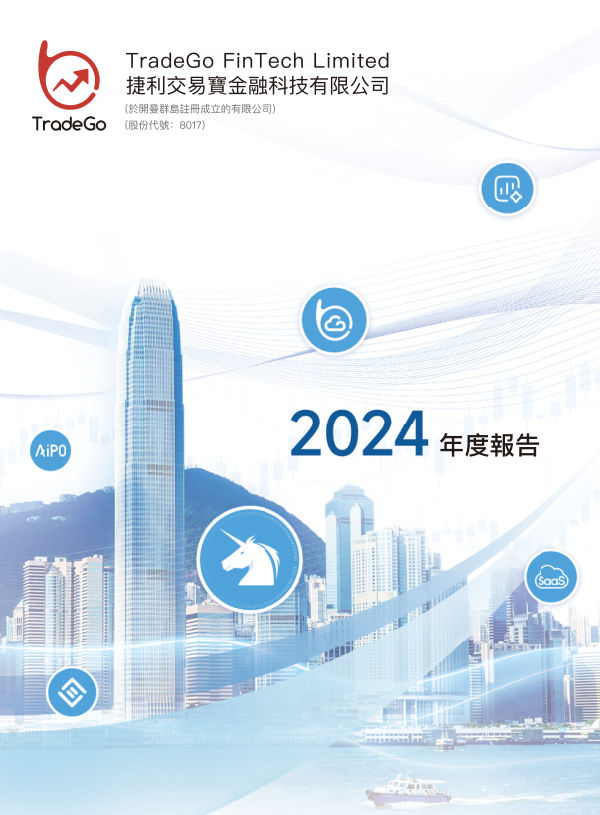 TradeGo FinTech Limited
捷利交易寶金融科技有限公司
(於開曼群島註冊成立的有限公司)
(股份代號：8017)
TradeGo
2024 年度報告
AiPO
SaaS